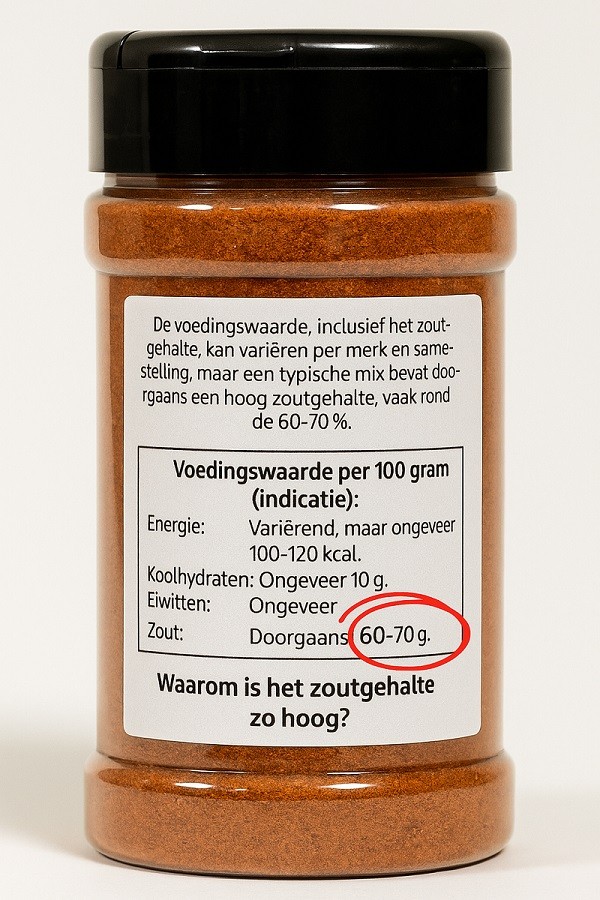 De voedingswaarde, inclusief het zout-
gehalte, kan variëren per merk en same-
stelling, maar een typische mix bevat doo-
rgaans een hoog zoutgehalte, vaak rond
de 60-70 %.
Voedingswaarde per 100 gram
(indicatie):
Energie: Variërend, maar ongeveer
100-120 kcal.
Koolhydraten: Ongeveer 10 g.
Eiwitten: Ongeveer
Zout: Doorgaans 60-70 g.
Waarom is het zoutgehalte
zo hoog?